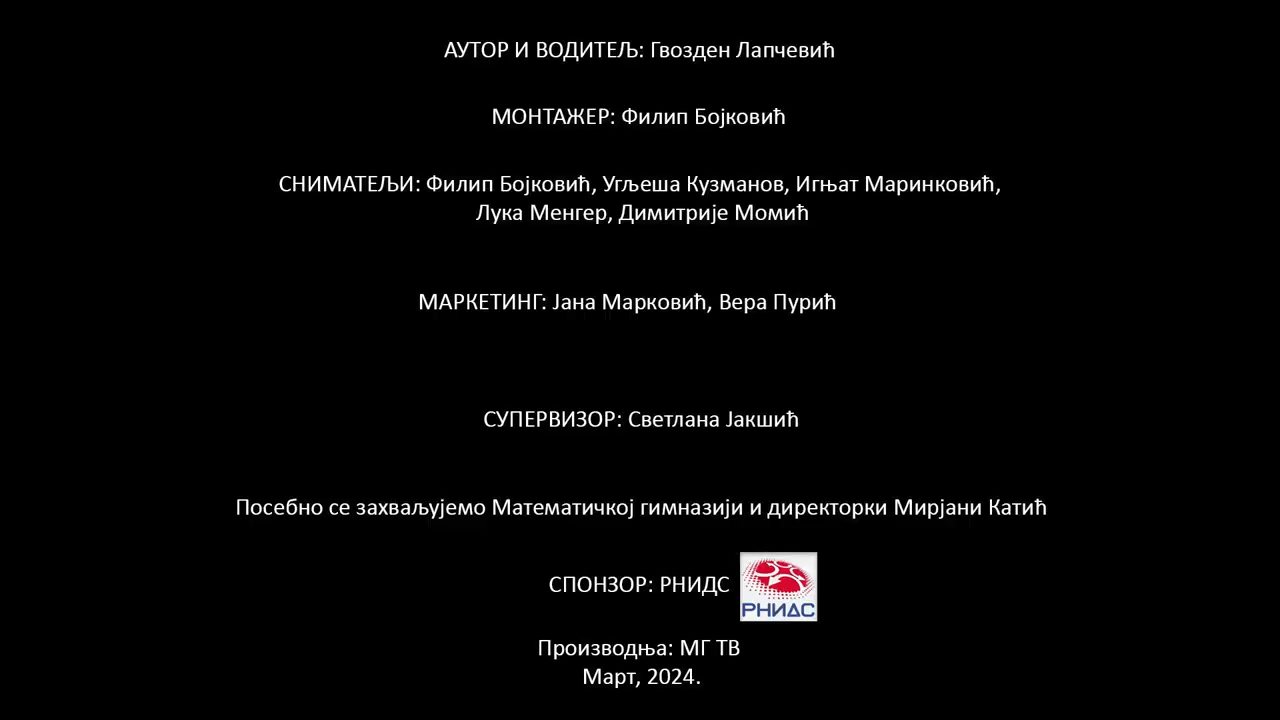 АУТОР И ВОДИТЕЉ: Гвозден Лапчевић
МОНТАЖЕР: Филип Бојковић
СНИМАТЕЉИ: Филип Бојковић, Угљеша Кузманов, Игњат Маринковић,
Лука Менгер, Димитрије Момић
МАРКЕТИНГ: Јана Марковић, Вера Пурић
СУПЕРВИЗОР: Светлана Јакшић
Посебно се захваљујемо Математичкој гимназији и директорки Мирјани Катић
СПОНЗОР: РНИДС
РНИДС
Производња: МГ ТВ
Март, 2024.